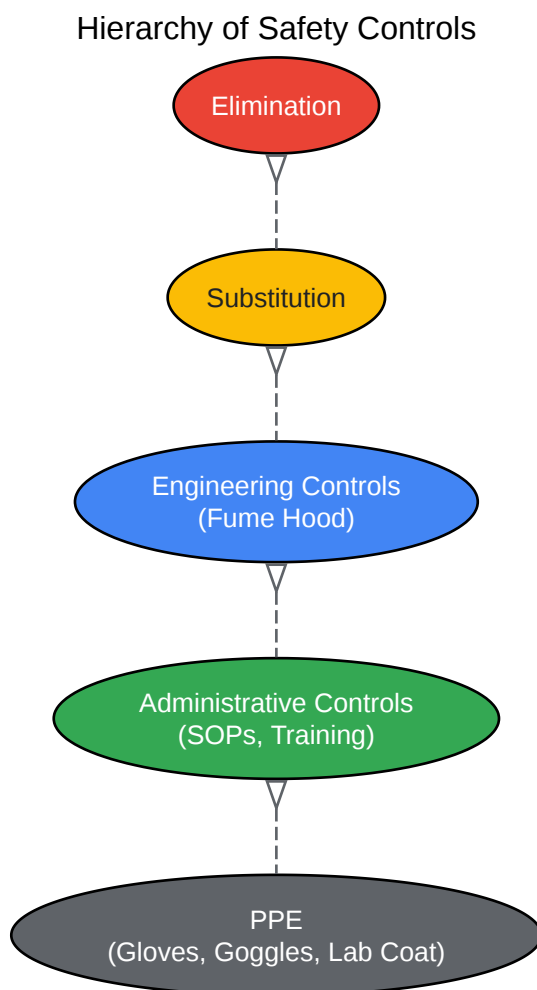 Hierarchy of Safety Controls
Elimination
Substitution
Engineering Controls
(Fume Hood)
Administrative Controls
(SOPs, Training)
PPE
(Gloves, Goggles, Lab Coat)